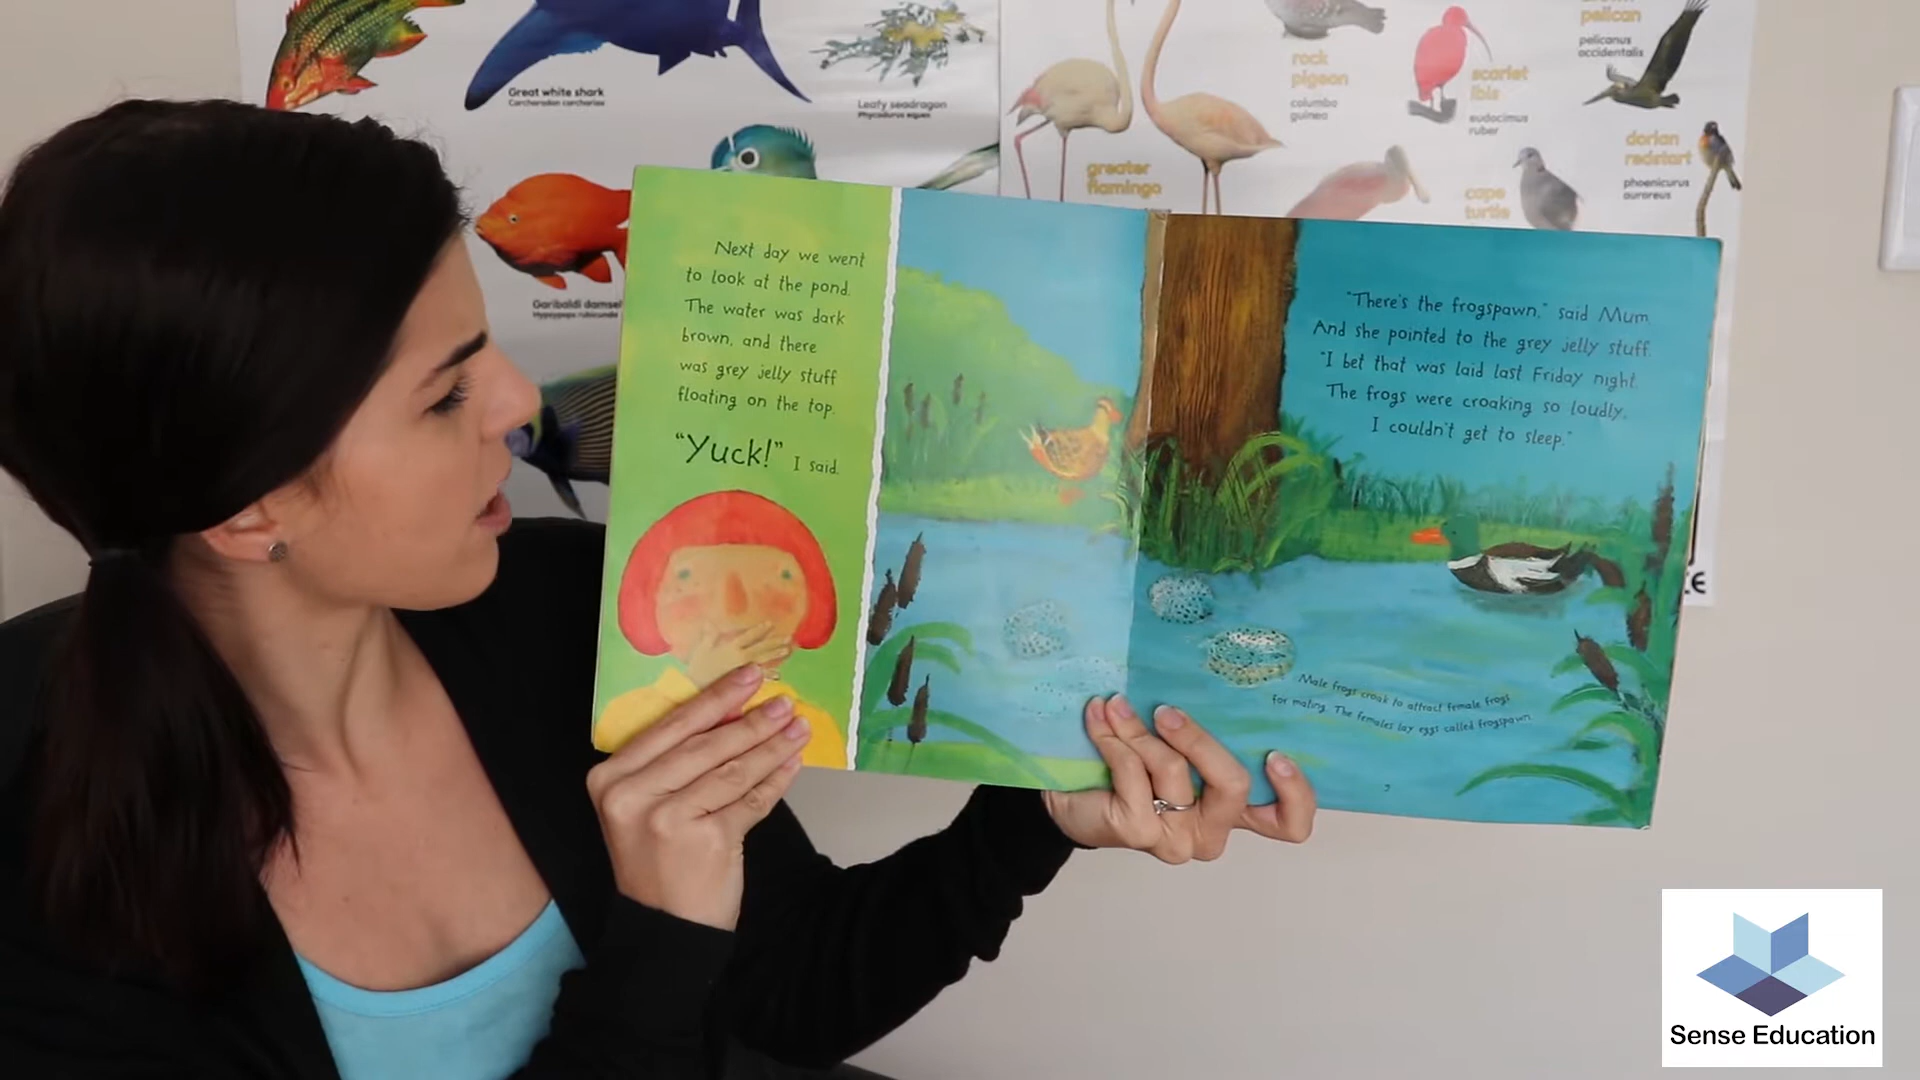 Great white shark
Carcharodon carcharias
Leafy seadragon
Phycodurus eques
Garibaldi damsel
Hypsypops rubicundo
greater
flamingo
rock
pigeon
columba
guinea
scarlet
ibis
eudocimus
ruber
pelican
pelicanus
occidentalis
dorian
redstart
phoenicurus
auroreus
cape
turtle
Next day we went
to look at the pond.
The water was dark
brown, and there
was grey jelly stuff
floating on the top.
"Yuck!" I said.
"There's the frogspawn," said Mum.
And she pointed to the grey jelly stuff.
"I bet that was laid last Friday night.
The frogs were croaking so loudly,
I couldn't get to sleep."
Male frogs croak to attract female frogs
for mating. The females lay eggs called frogspawn.
CE
Sense Education